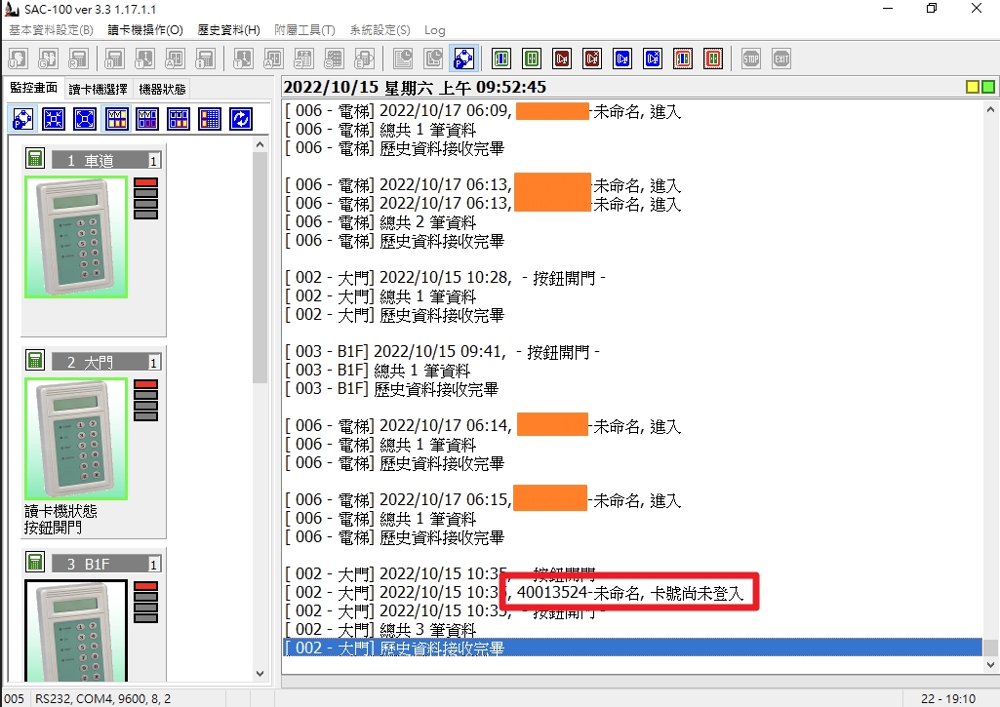 SAC-100 ver 3.3 1.17.1.1
基本資料設定(B) 讀卡機操作(O) 歷史資料(H) 附屬工具(T) 系統設定(S) Log
STOP EXIT
監控畫面 讀卡機選擇 機器狀態
1 車道 1
2 大門 1
讀卡機狀態
按鈕開門
3 B1F 1
2022/10/15 星期六 上午 09:52:45
[ 006 - 電梯] 2022/10/17 06:09, -未命名, 進入
[ 006 - 電梯] 總共 1 筆資料
[ 006 - 電梯] 歷史資料接收完畢
[ 006 - 電梯] 2022/10/17 06:13, -未命名, 進入
[ 006 - 電梯] 2022/10/17 06:13, -未命名, 進入
[ 006 - 電梯] 總共 2 筆資料
[ 006 - 電梯] 歷史資料接收完畢
[ 002 - 大門] 2022/10/15 10:28, - 按鈕開門 -
[ 002 - 大門] 總共 1 筆資料
[ 002 - 大門] 歷史資料接收完畢
[ 003 - B1F] 2022/10/15 09:41, - 按鈕開門 -
[ 003 - B1F] 總共 1 筆資料
[ 003 - B1F] 歷史資料接收完畢
[ 006 - 電梯] 2022/10/17 06:14, -未命名, 進入
[ 006 - 電梯] 總共 1 筆資料
[ 006 - 電梯] 歷史資料接收完畢
[ 006 - 電梯] 2022/10/17 06:15, -未命名, 進入
[ 006 - 電梯] 總共 1 筆資料
[ 006 - 電梯] 歷史資料接收完畢
[ 002 - 大門] 2022/10/15 10:35, - 按鈕開門
[ 002 - 大門] 2022/10/15 10:35, 40013524-未命名, 卡號尚未登入
[ 002 - 大門] 2022/10/15 10:35, - 按鈕開門 -
[ 002 - 大門] 總共 3 筆資料
[ 002 - 大門] 歷史資料接收完畢
005 RS232, COM4, 9600, 8, 2 22 - 19:10